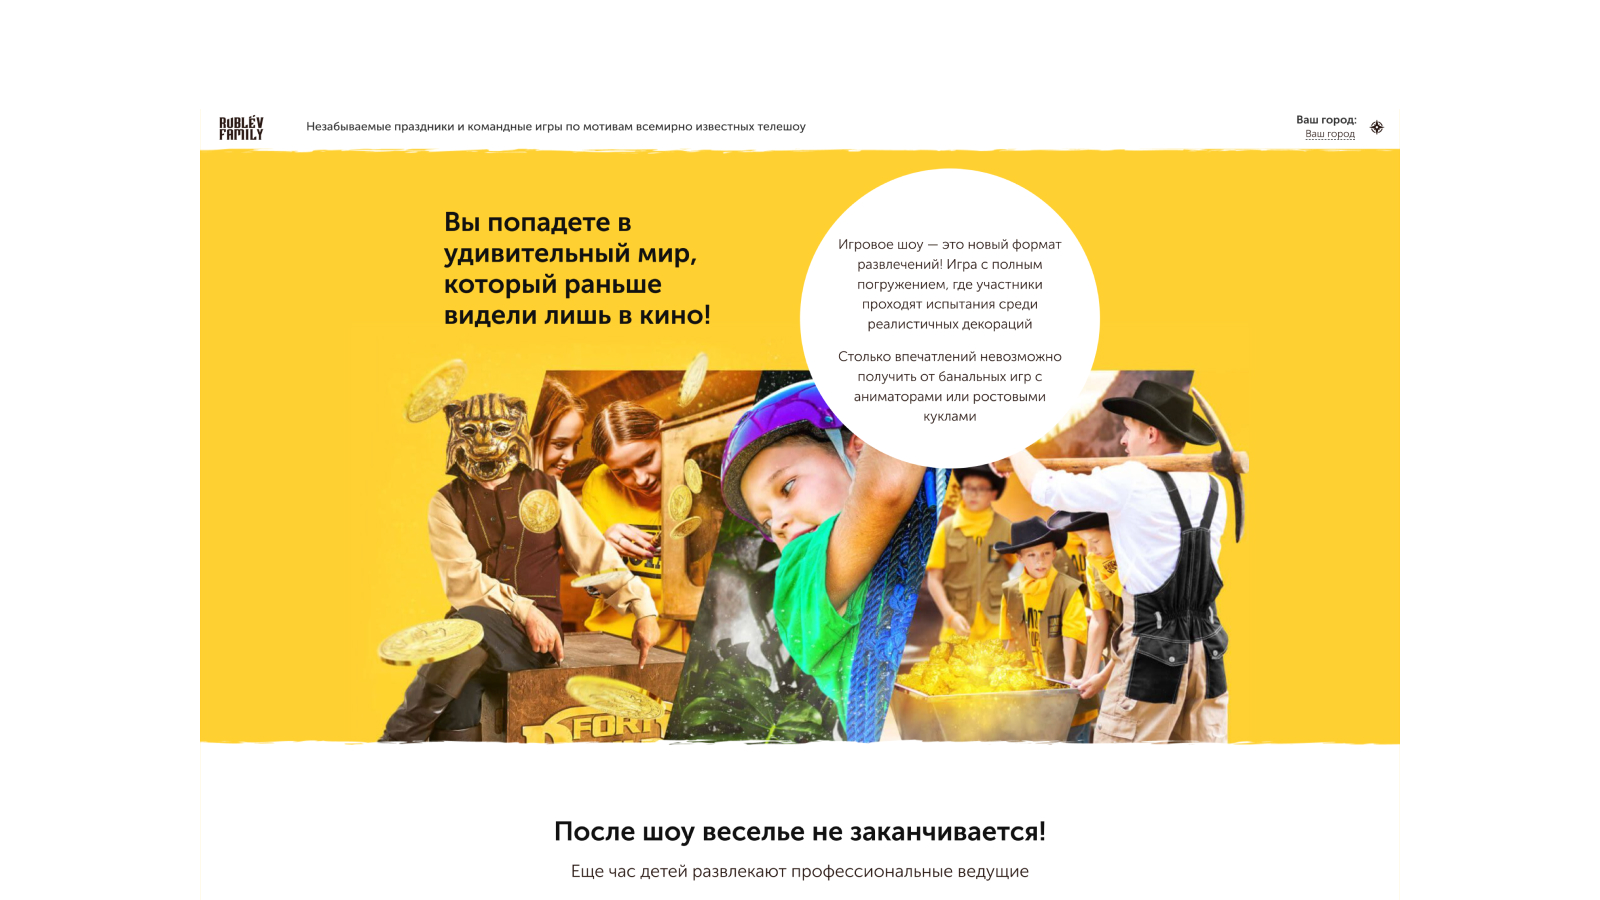 RUBLЁV
FAMILY
Незабываемые праздники и командные игры по мотивам всемирно известных телешоу
Ваш город:
Ваш город
Вы попадете в
удивительный мир,
который раньше
видели лишь в кино!
Игровое шоу — это новый формат
развлечений! Игра с полным
погружением, где участники
проходят испытания среди
реалистичных декораций
Столько впечатлений невозможно
получить от банальных игр с
аниматорами или ростовыми
куклами
FORT
После шоу веселье не заканчивается!
Еще час детей развлекают профессиональные ведущие